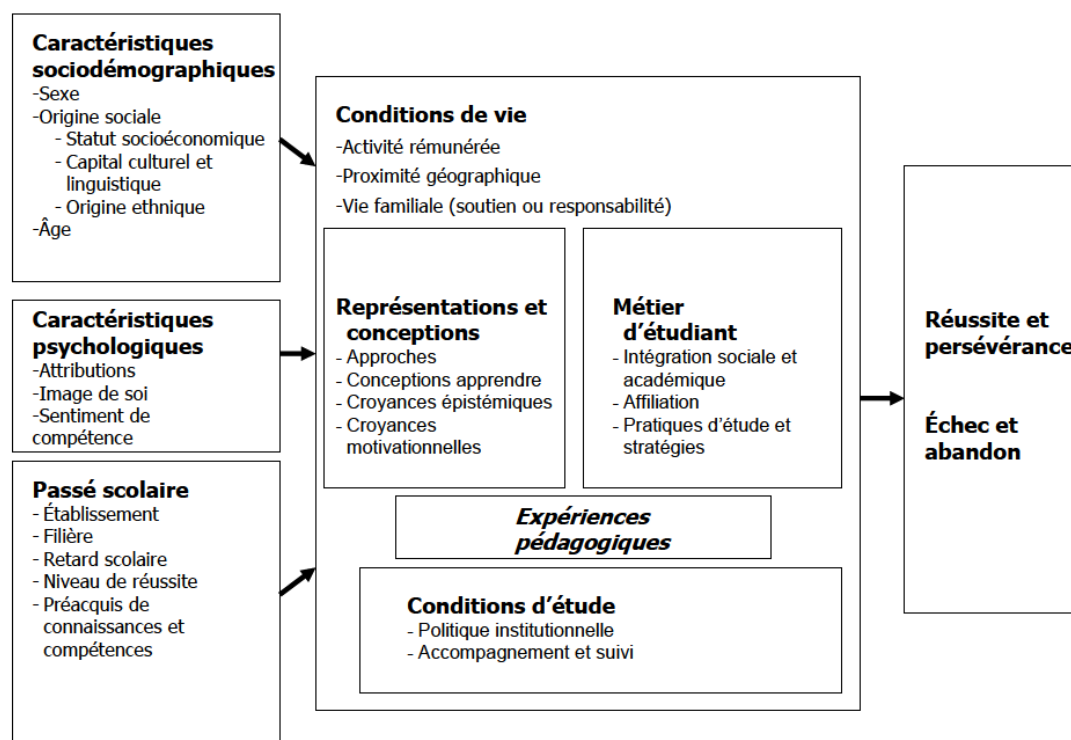 Caractéristiques
sociodémographiques
-Sexe
-Origine sociale
- Statut socioéconomique
- Capital culturel et
linguistique
- Origine ethnique
-Âge
Caractéristiques
psychologiques
-Attributions
-Image de soi
-Sentiment de
compétence
Passé scolaire
- Établissement
- Filière
- Retard scolaire
- Niveau de réussite
- Préacquis de
connaissances et
compétences
Conditions de vie
-Activité rémunérée
-Proximité géographique
-Vie familiale (soutien ou responsabilité)
Représentations et
conceptions
- Approches
- Conceptions apprendre
- Croyances épistémiques
- Croyances
motivationnelles
Métier
d'étudiant
- Intégration sociale et
académique
- Affiliation
- Pratiques d'étude et
stratégies
Expériences
pédagogiques
Conditions d'étude
- Politique institutionnelle
- Accompagnement et suivi
Réussite et
persévérance
Échec et
abandon